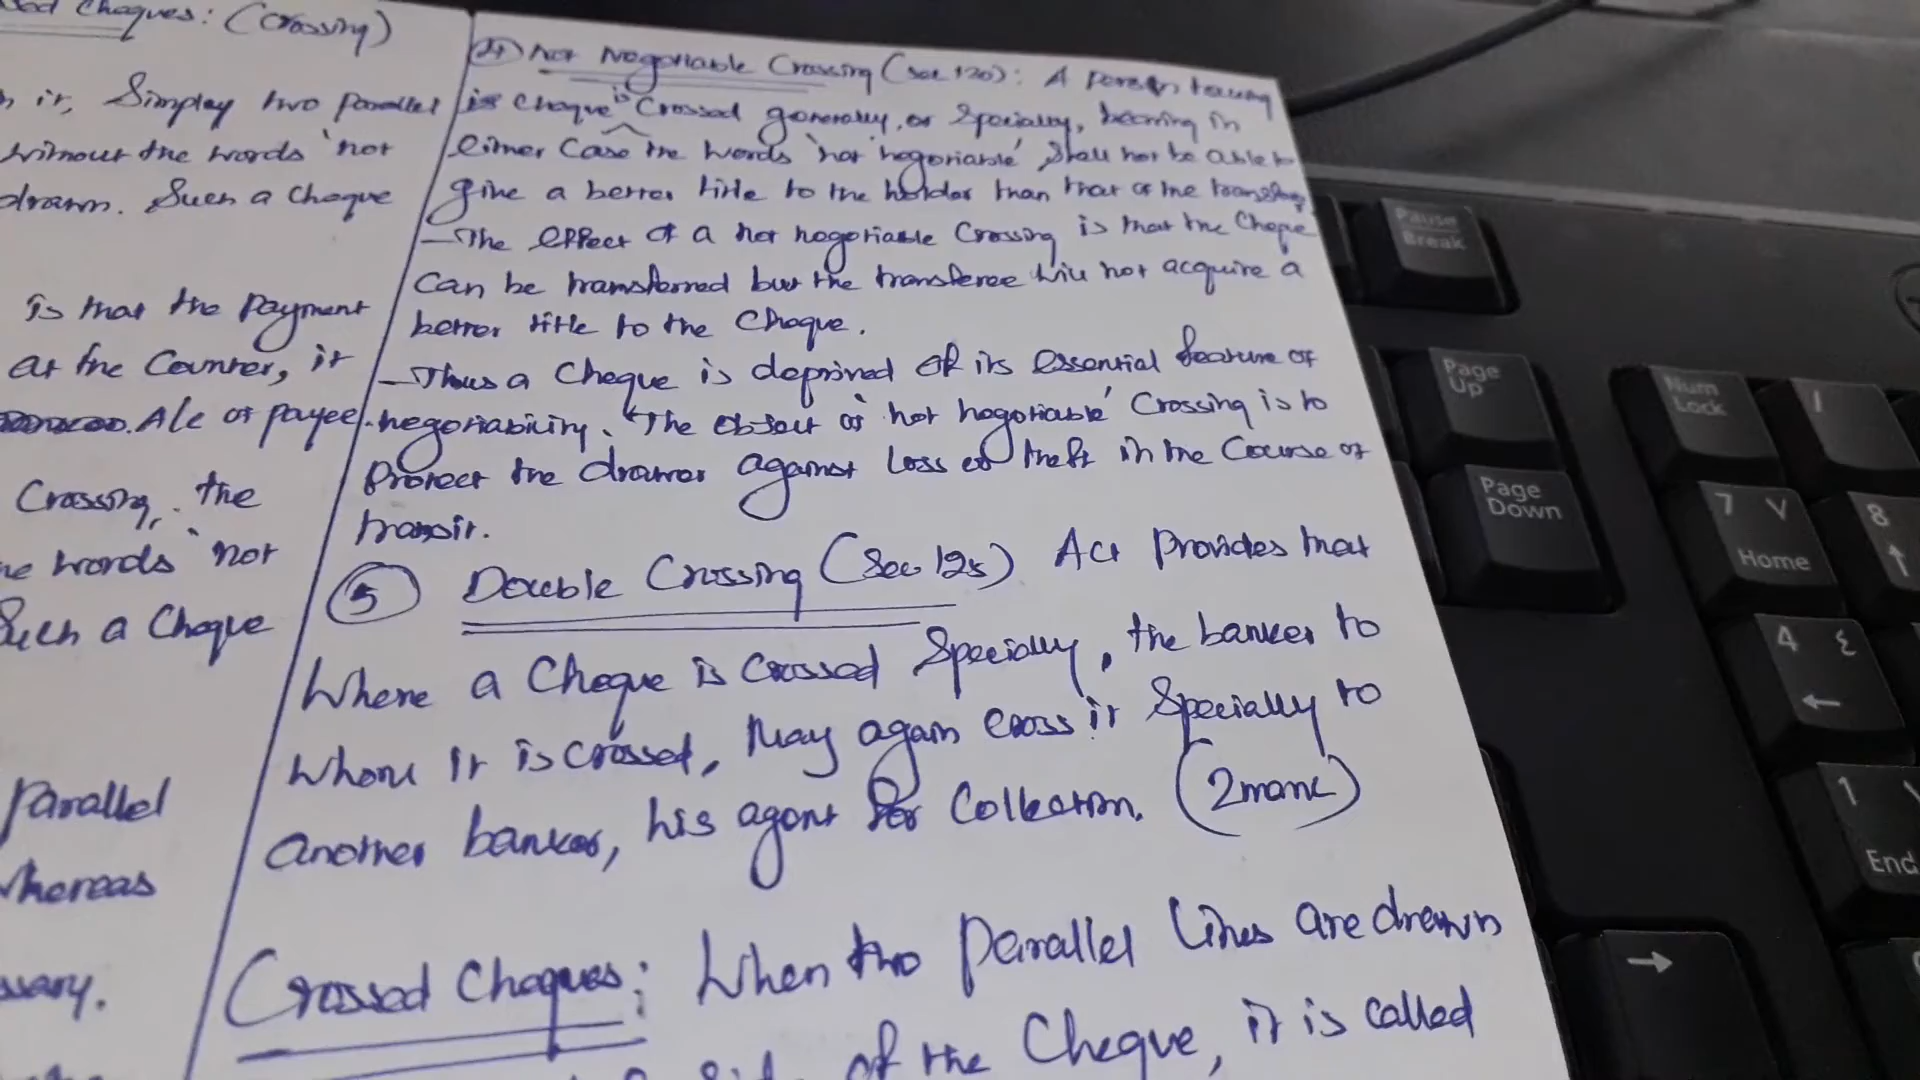 Cheques: (Crossing)
it, Simplay two parallel
without the words 'not
drawn. Such a Cheque
is that the payment
at the Counter, it
A/c of payee.
Crossing, the
words 'not
Such a Cheque
parallel
whereas
④ Not Negotiable Crossing (Sec 130): A person taking
Cheque is Crossed generally, or Specially, bearing in
either Case the words 'not negotiable', Shall not be able to
give a better title to the holder than that of the
– The effect of a not negotiable Crossing is that the Cheque
Can be transferred but the transferee will not acquire a
better title to the Cheque.
– Thus a Cheque is deprived of its essential feature of
negotiability. The object of 'not negotiable' Crossing is to
Protect the drawer against loss or theft in the Course of
transit.
⑤ Double Crossing (Sec 125) Act Provides that
Where a Cheque is Crossed Specially, the banker to
whom it is crossed, May again cross it Specially to
another banker, his agent for Collection. (2mark)
Crossed Cheques: When two Parallel Lines are drawn
of the Cheque, it is called
Pause
Break
Page
Up
Page
Down
Num
Lock
/
7
Home
8
4
1
End